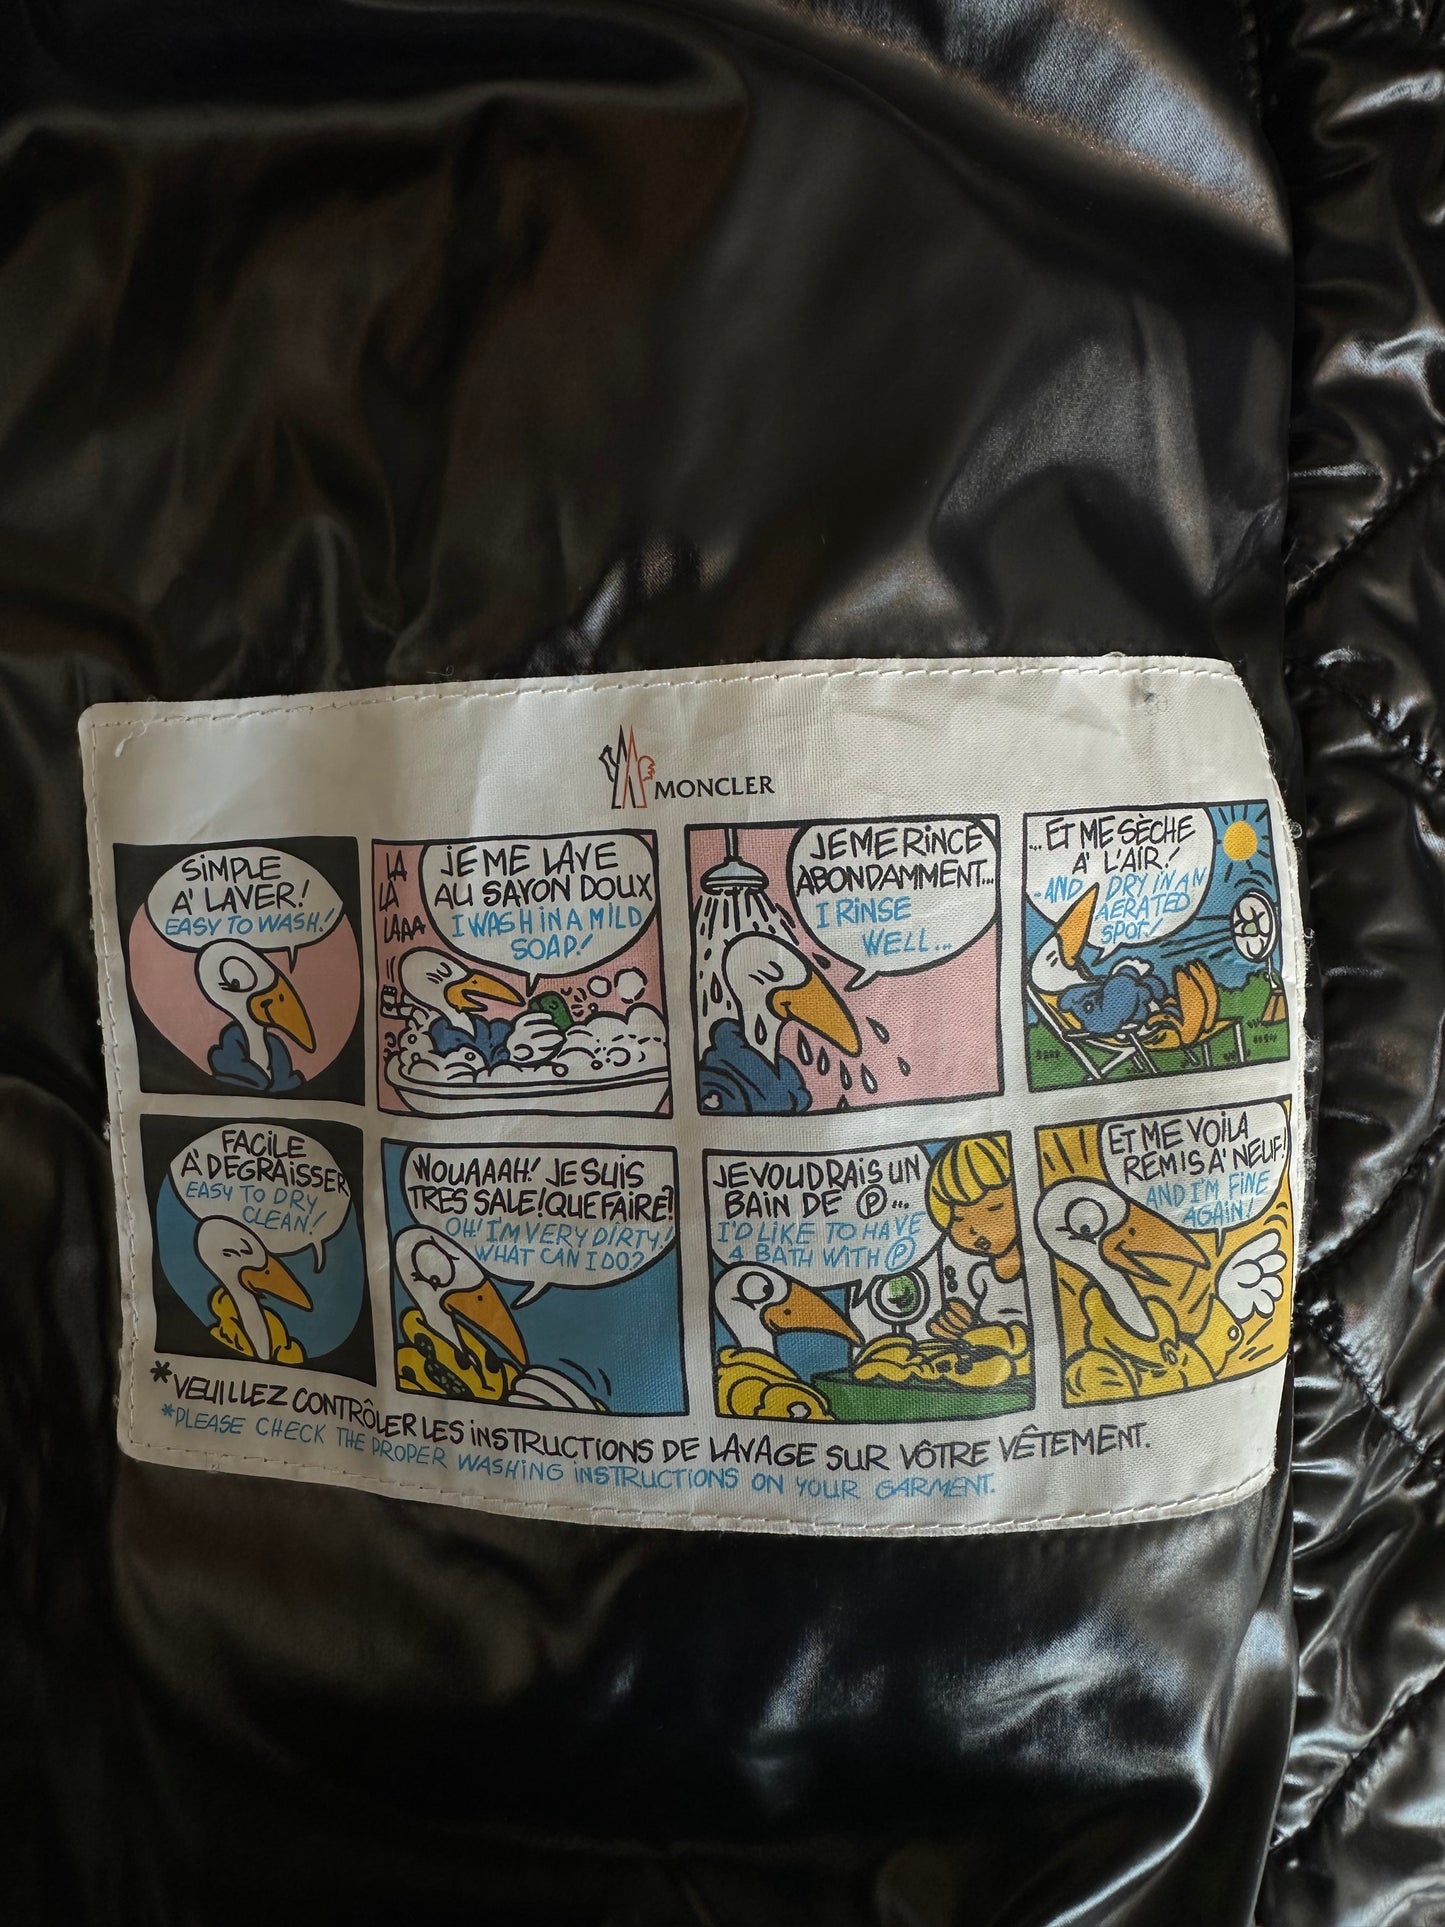 MONCLER
SIMPLE
A' LAVER!
EASY TO WASH!
LA
LA
LAAA
JE ME LAVE
AU SAVON DOUX
I WASH IN A MILD
SOAP!
JE ME RINCE
ABONDAMMENT...
I RINSE
WELL...
...ET ME SÈCHE
A' L'AIR!
..AND DRY IN AN
AERATED
SPOT!
FACILE
A' DEGRAISSER
EASY TO DRY
CLEAN!
WOUAAAH! JE SUIS
TRES SALE! QUE FAIRE?
OH! I'M VERY DIRTY!
WHAT CAN I DO?
JE VOUDRAIS UN
BAIN DE Ⓟ...
I'D LIKE TO HAVE
A BATH WITH Ⓟ
ET ME VOILA
REMIS A' NEUF!
AND I'M FINE
AGAIN!
*VEUILLEZ CONTRÔLER LES INSTRUCTIONS DE LAVAGE SUR VÔTRE VÊTEMENT.
*PLEASE CHECK THE PROPER WASHING INSTRUCTIONS ON YOUR GARMENT.